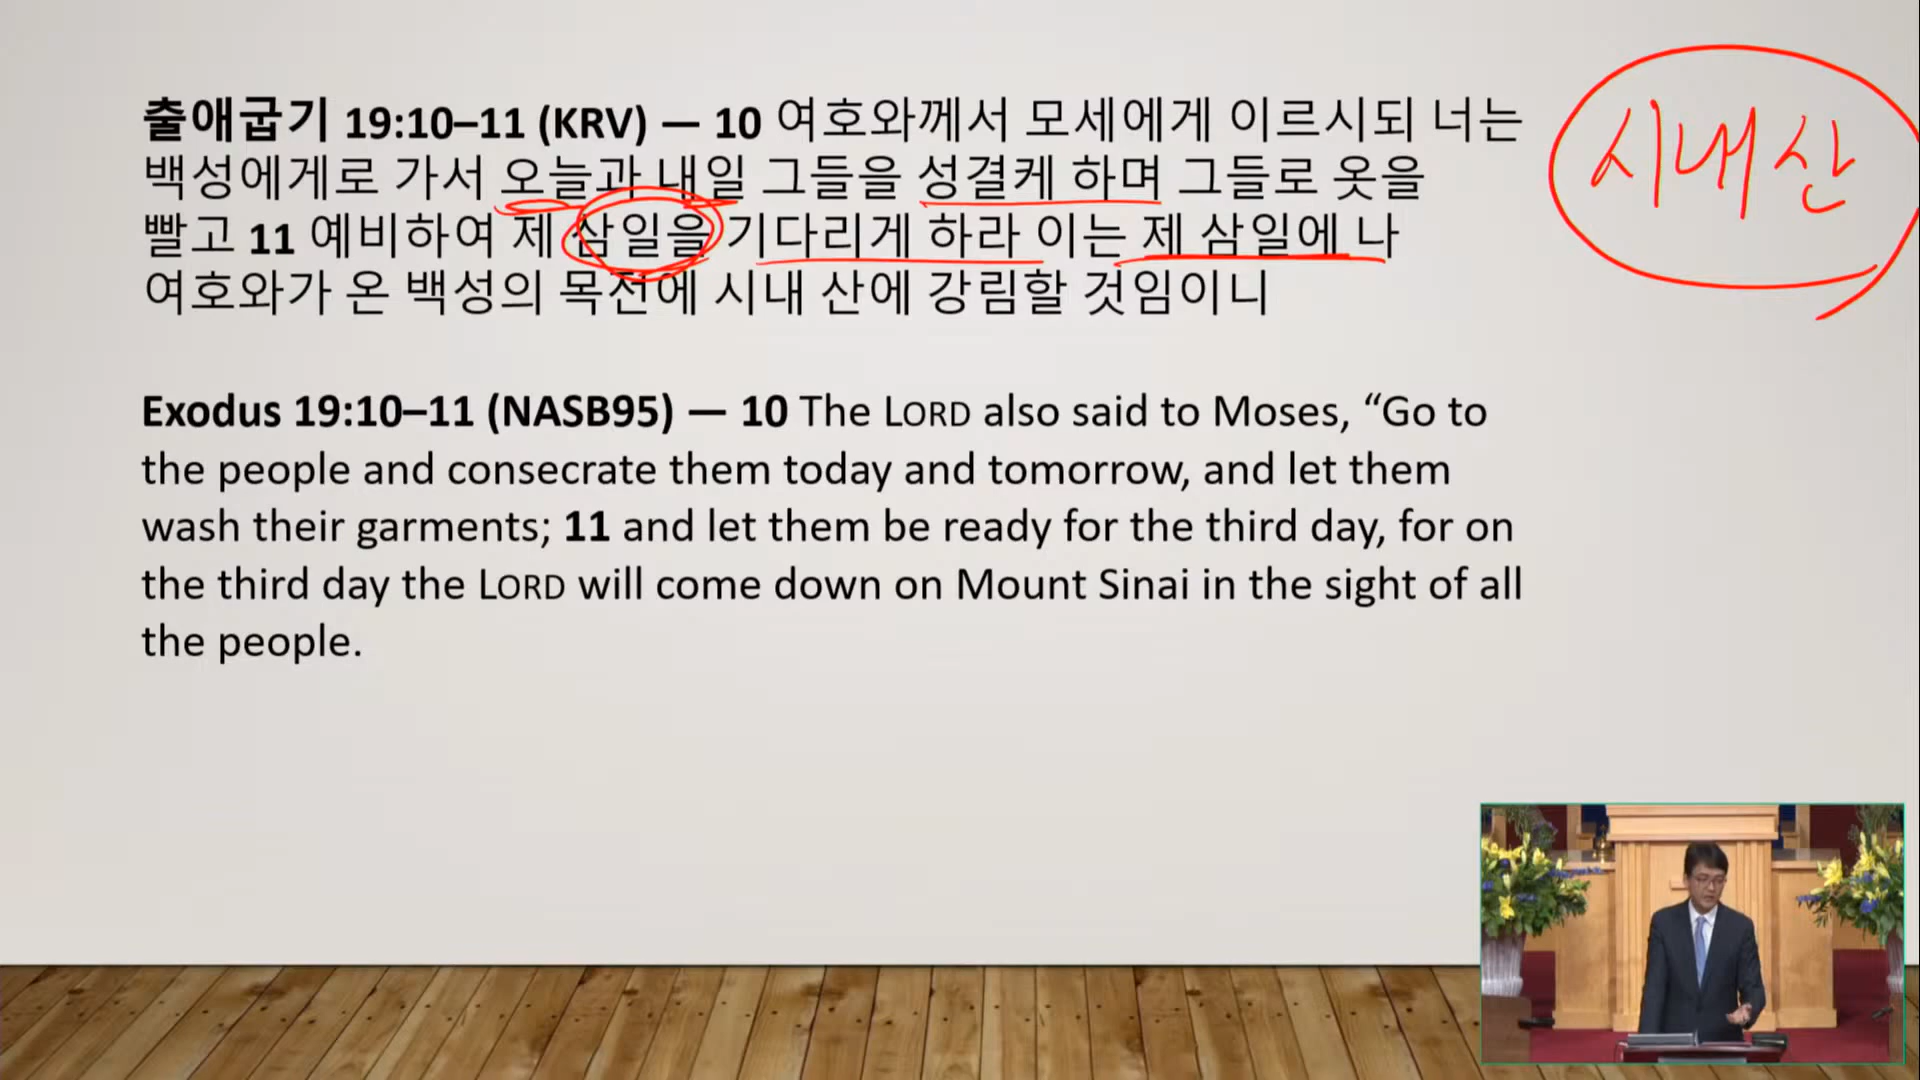 출애굽기 19:10–11 (KRV) — 10 여호와께서 모세에게 이르시되 너는
백성에게로 가서 오늘과 내일 그들을 성결케 하며 그들로 옷을
빨고 11 예비하여 제 삼일을 기다리게 하라 이는 제 삼일에 나
여호와가 온 백성의 목전에 시내 산에 강림할 것임이니
시내산
Exodus 19:10–11 (NASB95) — 10 The LORD also said to Moses, “Go to
the people and consecrate them today and tomorrow, and let them
wash their garments; 11 and let them be ready for the third day, for on
the third day the LORD will come down on Mount Sinai in the sight of all
the people.